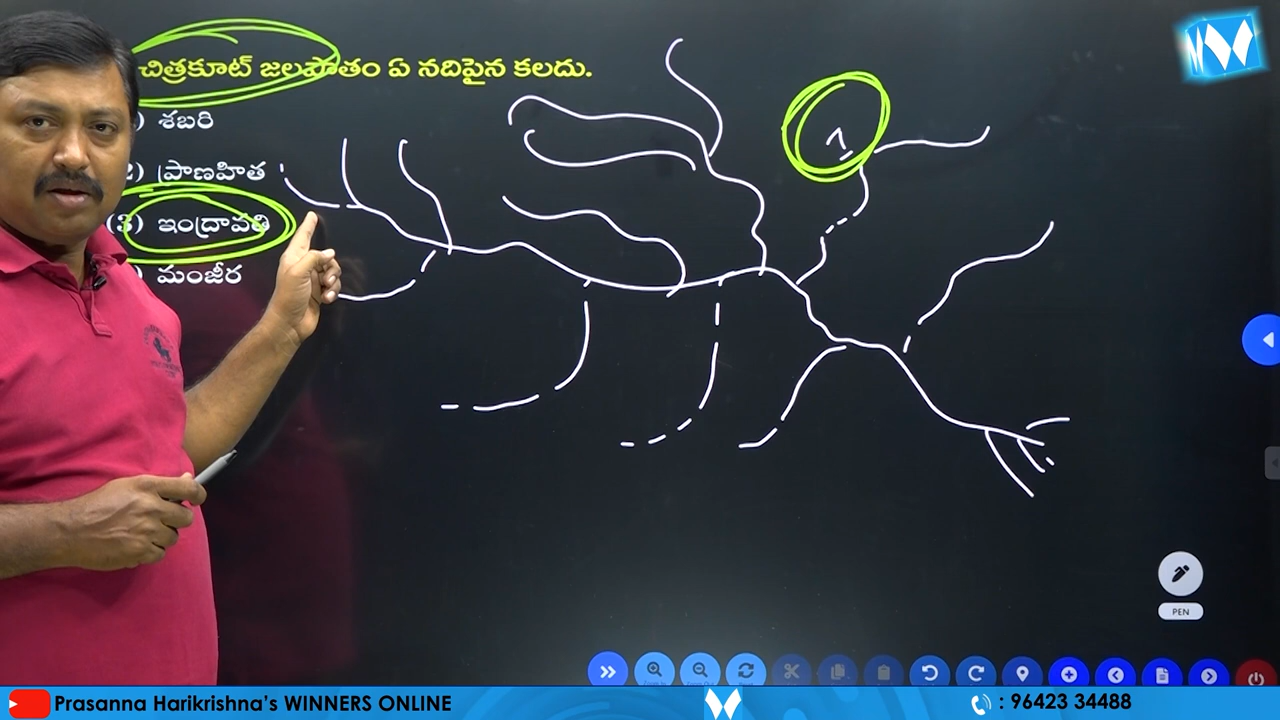 చిత్రకూట్ జలపాతం ఏ నదిపైన కలదు.
) శబరి
2) ప్రాణహిత
(3) ఇంద్రావతి
) మంజీర
1
PEN
Prasanna Harikrishna's WINNERS ONLINE
: 96423 34488